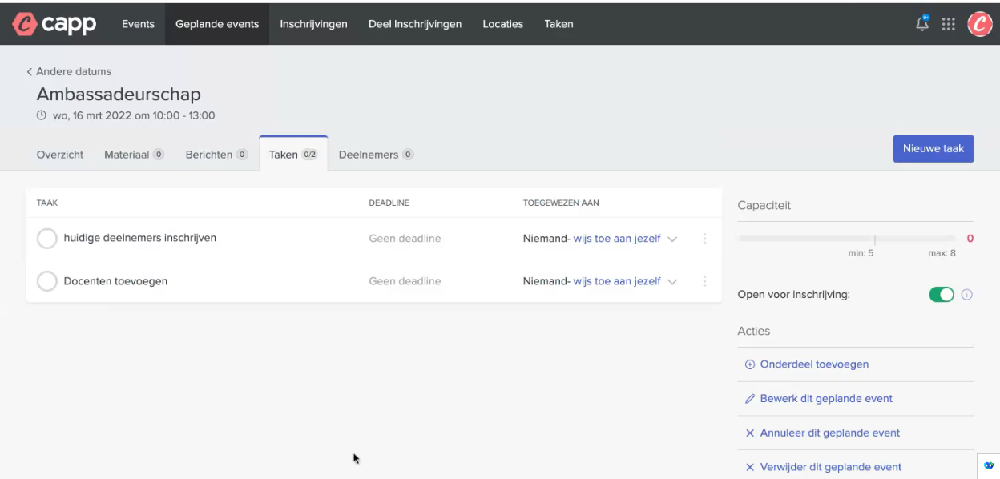 capp Events Geplande events Inschrijvingen Deel Inschrijvingen Locaties Taken 9+
Andere datums
Ambassadeurschap
wo, 16 mrt 2022 om 10:00 - 13:00
Overzicht Materiaal 0 Berichten 0 Taken 0/2 Deelnemers 0 Nieuwe taak
TAAK DEADLINE TOEGEWEZEN AAN
huidige deelnemers inschrijven Geen deadline Niemand- wijs toe aan jezelf
Docenten toevoegen Geen deadline Niemand- wijs toe aan jezelf
Capaciteit
0
min: 5 max: 8
Open voor inschrijving:
Acties
Onderdeel toevoegen
Bewerk dit geplande event
Annuleer dit geplande event
Verwijder dit geplande event